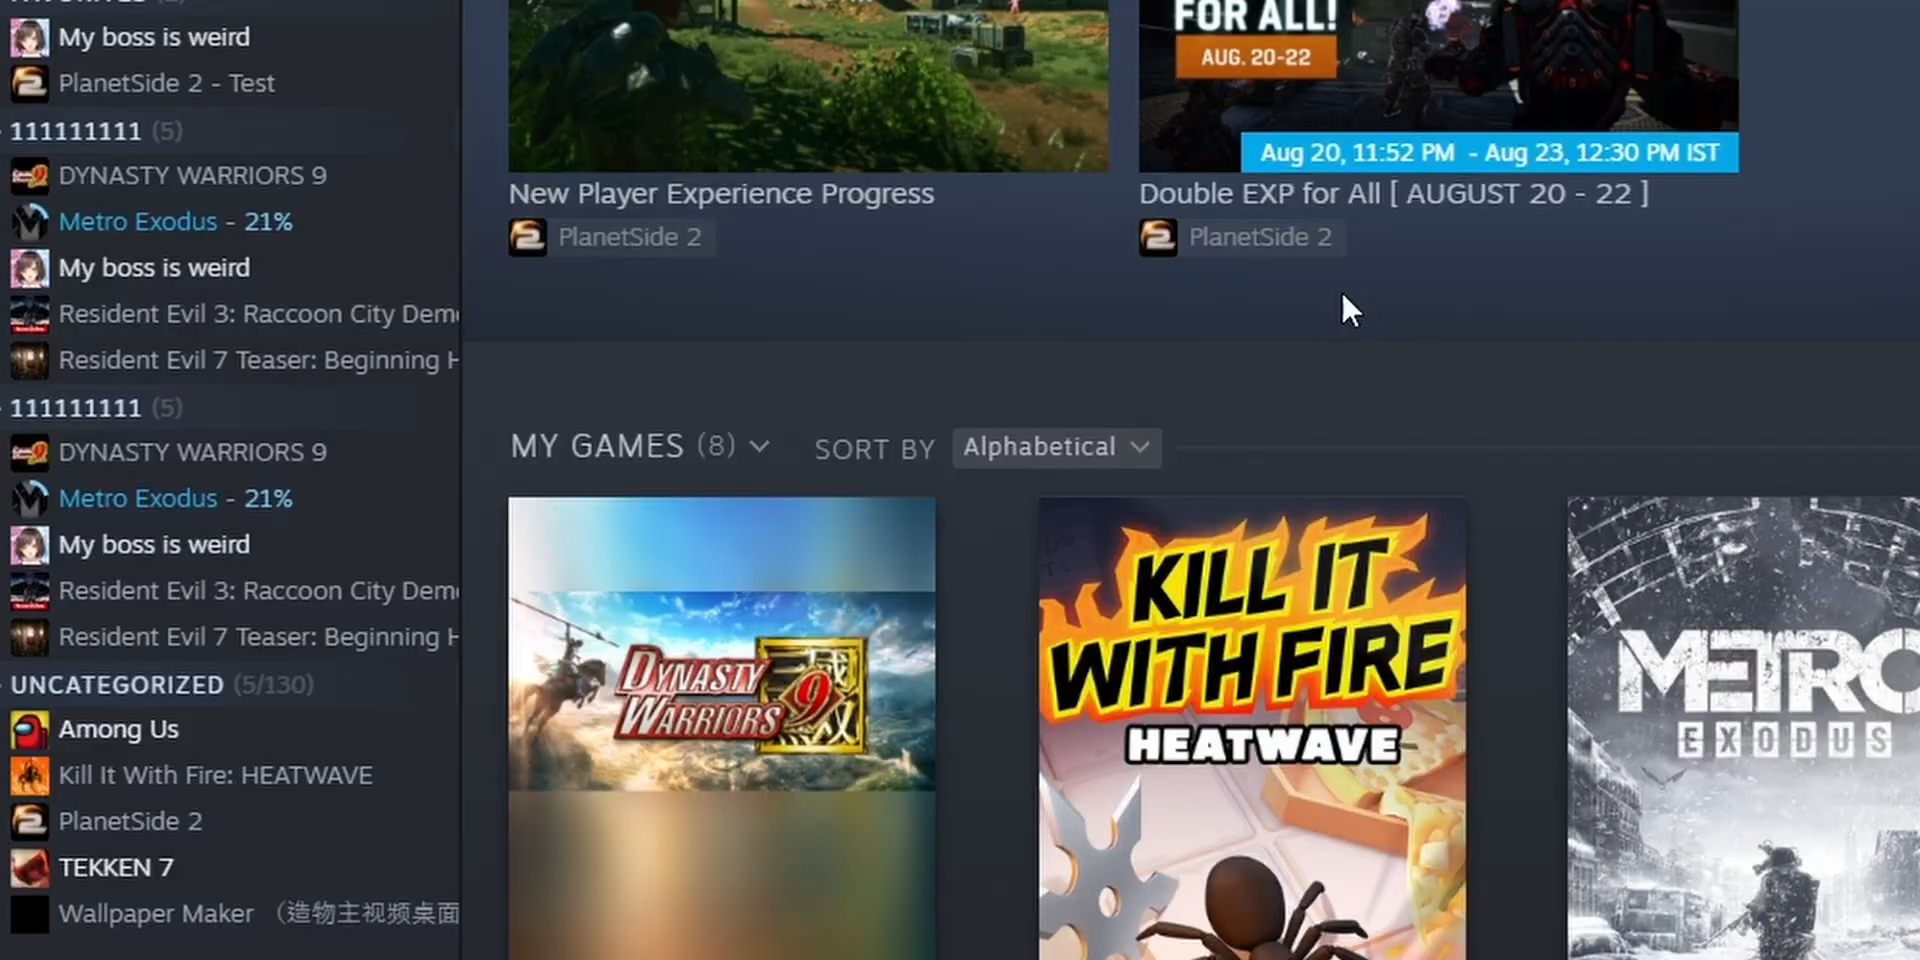 My boss is weird
PlanetSide 2 - Test
111111111 (5)
DYNASTY WARRIORS 9
Metro Exodus - 21%
My boss is weird
Resident Evil 3: Raccoon City Dem
Resident Evil 7 Teaser: Beginning H
111111111 (5)
DYNASTY WARRIORS 9
Metro Exodus - 21%
My boss is weird
Resident Evil 3: Raccoon City Dem
Resident Evil 7 Teaser: Beginning H
UNCATEGORIZED (5/130)
Among Us
Kill It With Fire: HEATWAVE
PlanetSide 2
TEKKEN 7
Wallpaper Maker （造物主视频桌面
New Player Experience Progress
PlanetSide 2
FOR ALL!
AUG. 20-22
Aug 20, 11:52 PM - Aug 23, 12:30 PM IST
Double EXP for All [ AUGUST 20 - 22 ]
PlanetSide 2
MY GAMES (8)
SORT BY Alphabetical
DYNASTY
WARRIORS 9
KILL IT
WITH FIRE
HEATWAVE
METRO
EXODUS